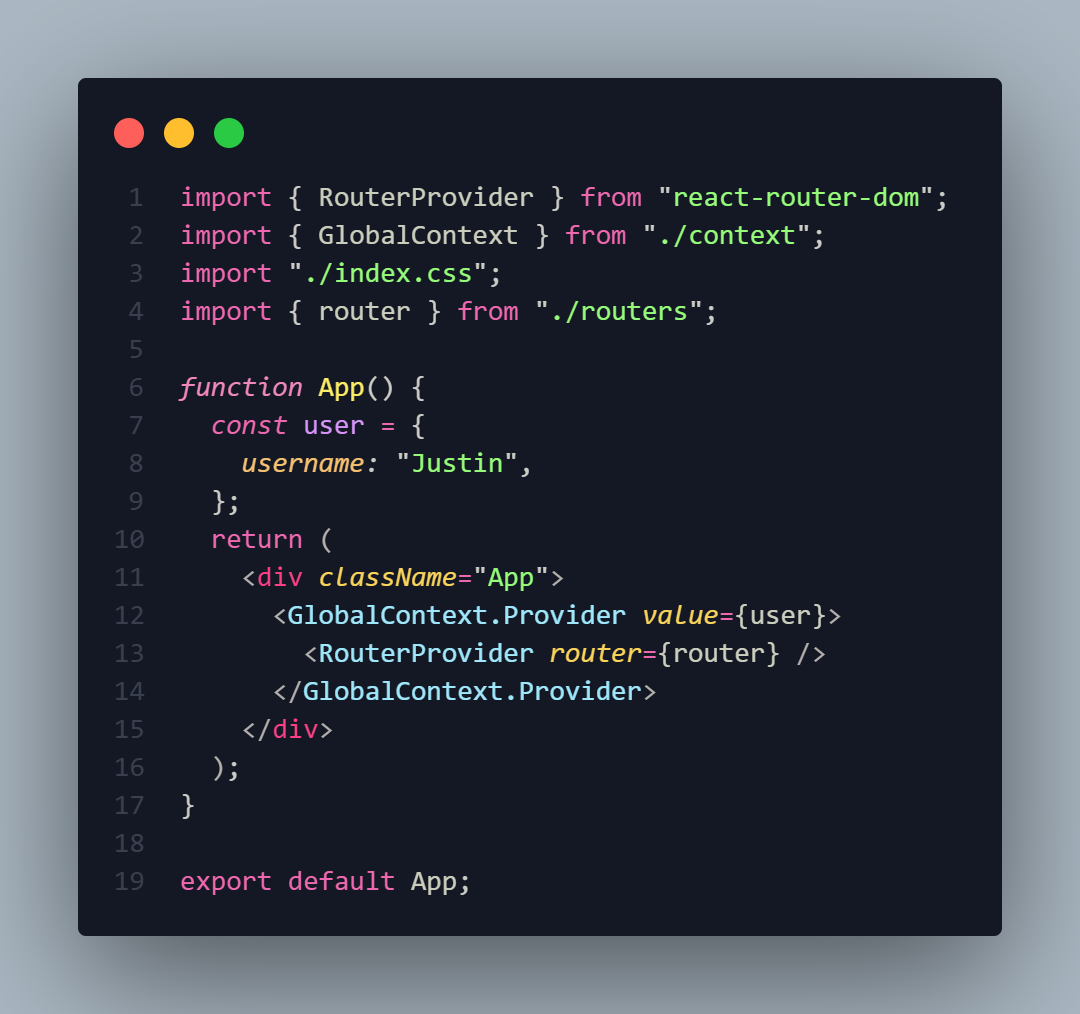 1 import { RouterProvider } from "react-router-dom";
2 import { GlobalContext } from "./context";
3 import "./index.css";
4 import { router } from "./routers";
5
6 function App() {
7   const user = {
8     username: "Justin",
9   };
10   return (
11     <div className="App">
12       <GlobalContext.Provider value={user}>
13         <RouterProvider router={router} />
14       </GlobalContext.Provider>
15     </div>
16   );
17 }
18
19 export default App;